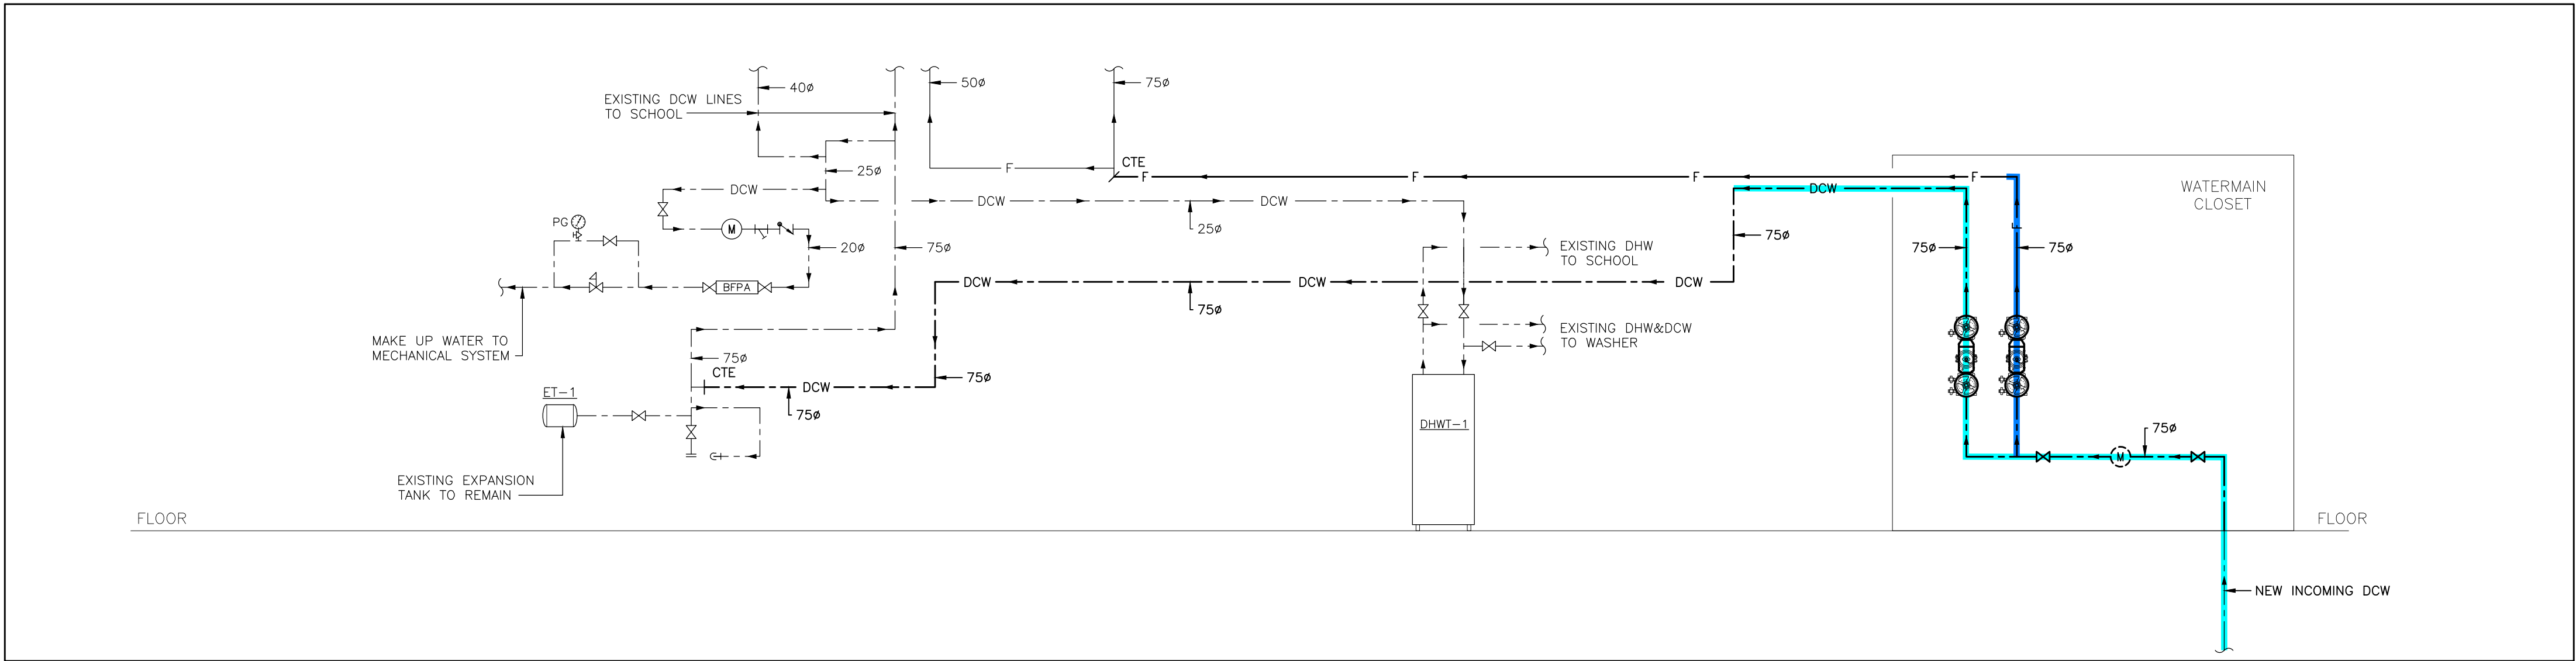 40ø
50ø
75ø
EXISTING DCW LINES
TO SCHOOL
CTE
F
F
F
F
F
25ø
WATERMAIN
CLOSET
DCW
DCW
DCW
DCW
PG
M
25ø
F
20ø
75ø
75ø
75ø
75ø
EXISTING DHW
TO SCHOOL
BFPA
DCW
DCW
DCW
75ø
MAKE UP WATER TO
MECHANICAL SYSTEM
EXISTING DHW&DCW
TO WASHER
75ø
CTE
75ø
DCW
ET-1
75ø
DHWT-1
75ø
M
EXISTING EXPANSION
TANK TO REMAIN
FLOOR
FLOOR
NEW INCOMING DCW